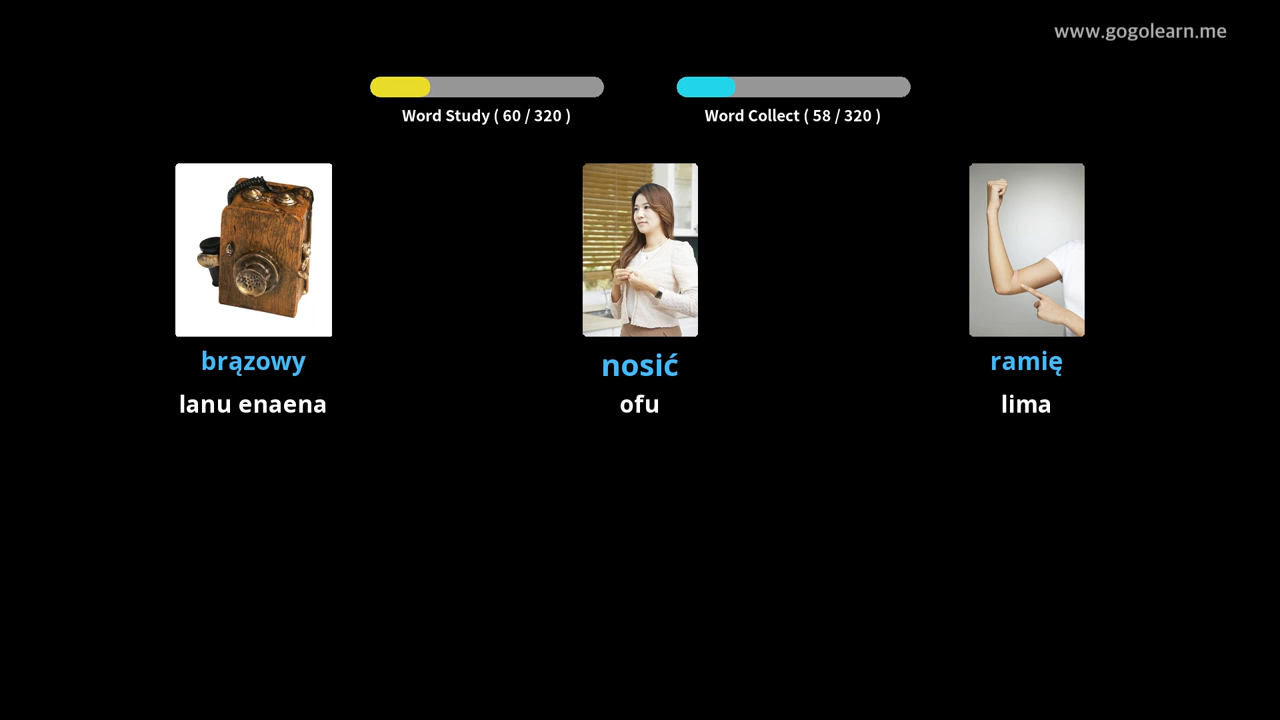 www.gogolearn.me
Word Study ( 60 / 320 )
Word Collect ( 58 / 320 )
brązowy
lanu enaena
nosić
ofu
ramię
lima